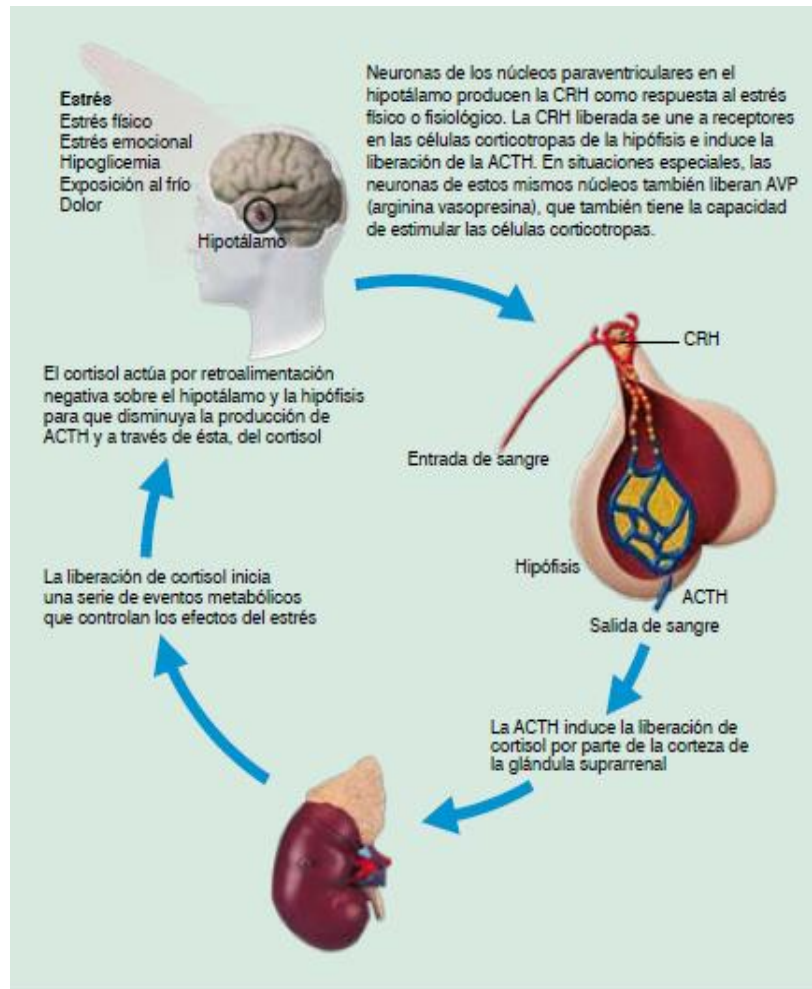 Estrés
Estrés físico
Estrés emocional
Hipoglicemia
Exposición al frío
Dolor
Hipotálamo
Neuronas de los núcleos paraventriculares en el
hipotálamo producen la CRH como respuesta al estrés
físico o fisiológico. La CRH liberada se une a receptores
en las células corticotropas de la hipófisis e induce la
liberación de la ACTH. En situaciones especiales, las
neuronas de estos mismos núcleos también liberan AVP
(arginina vasopresina), que también tiene la capacidad
de estimular las células corticotropas.
CRH
Entrada de sangre
Hipófisis
ACTH
Salida de sangre
La ACTH induce la liberación de
cortisol por parte de la corteza de
la glándula suprarrenal
La liberación de cortisol inicia
una serie de eventos metabólicos
que controlan los efectos del estrés
El cortisol actúa por retroalimentación
negativa sobre el hipotálamo y la hipófisis
para que disminuya la producción de
ACTH y a través de ésta, del cortisol